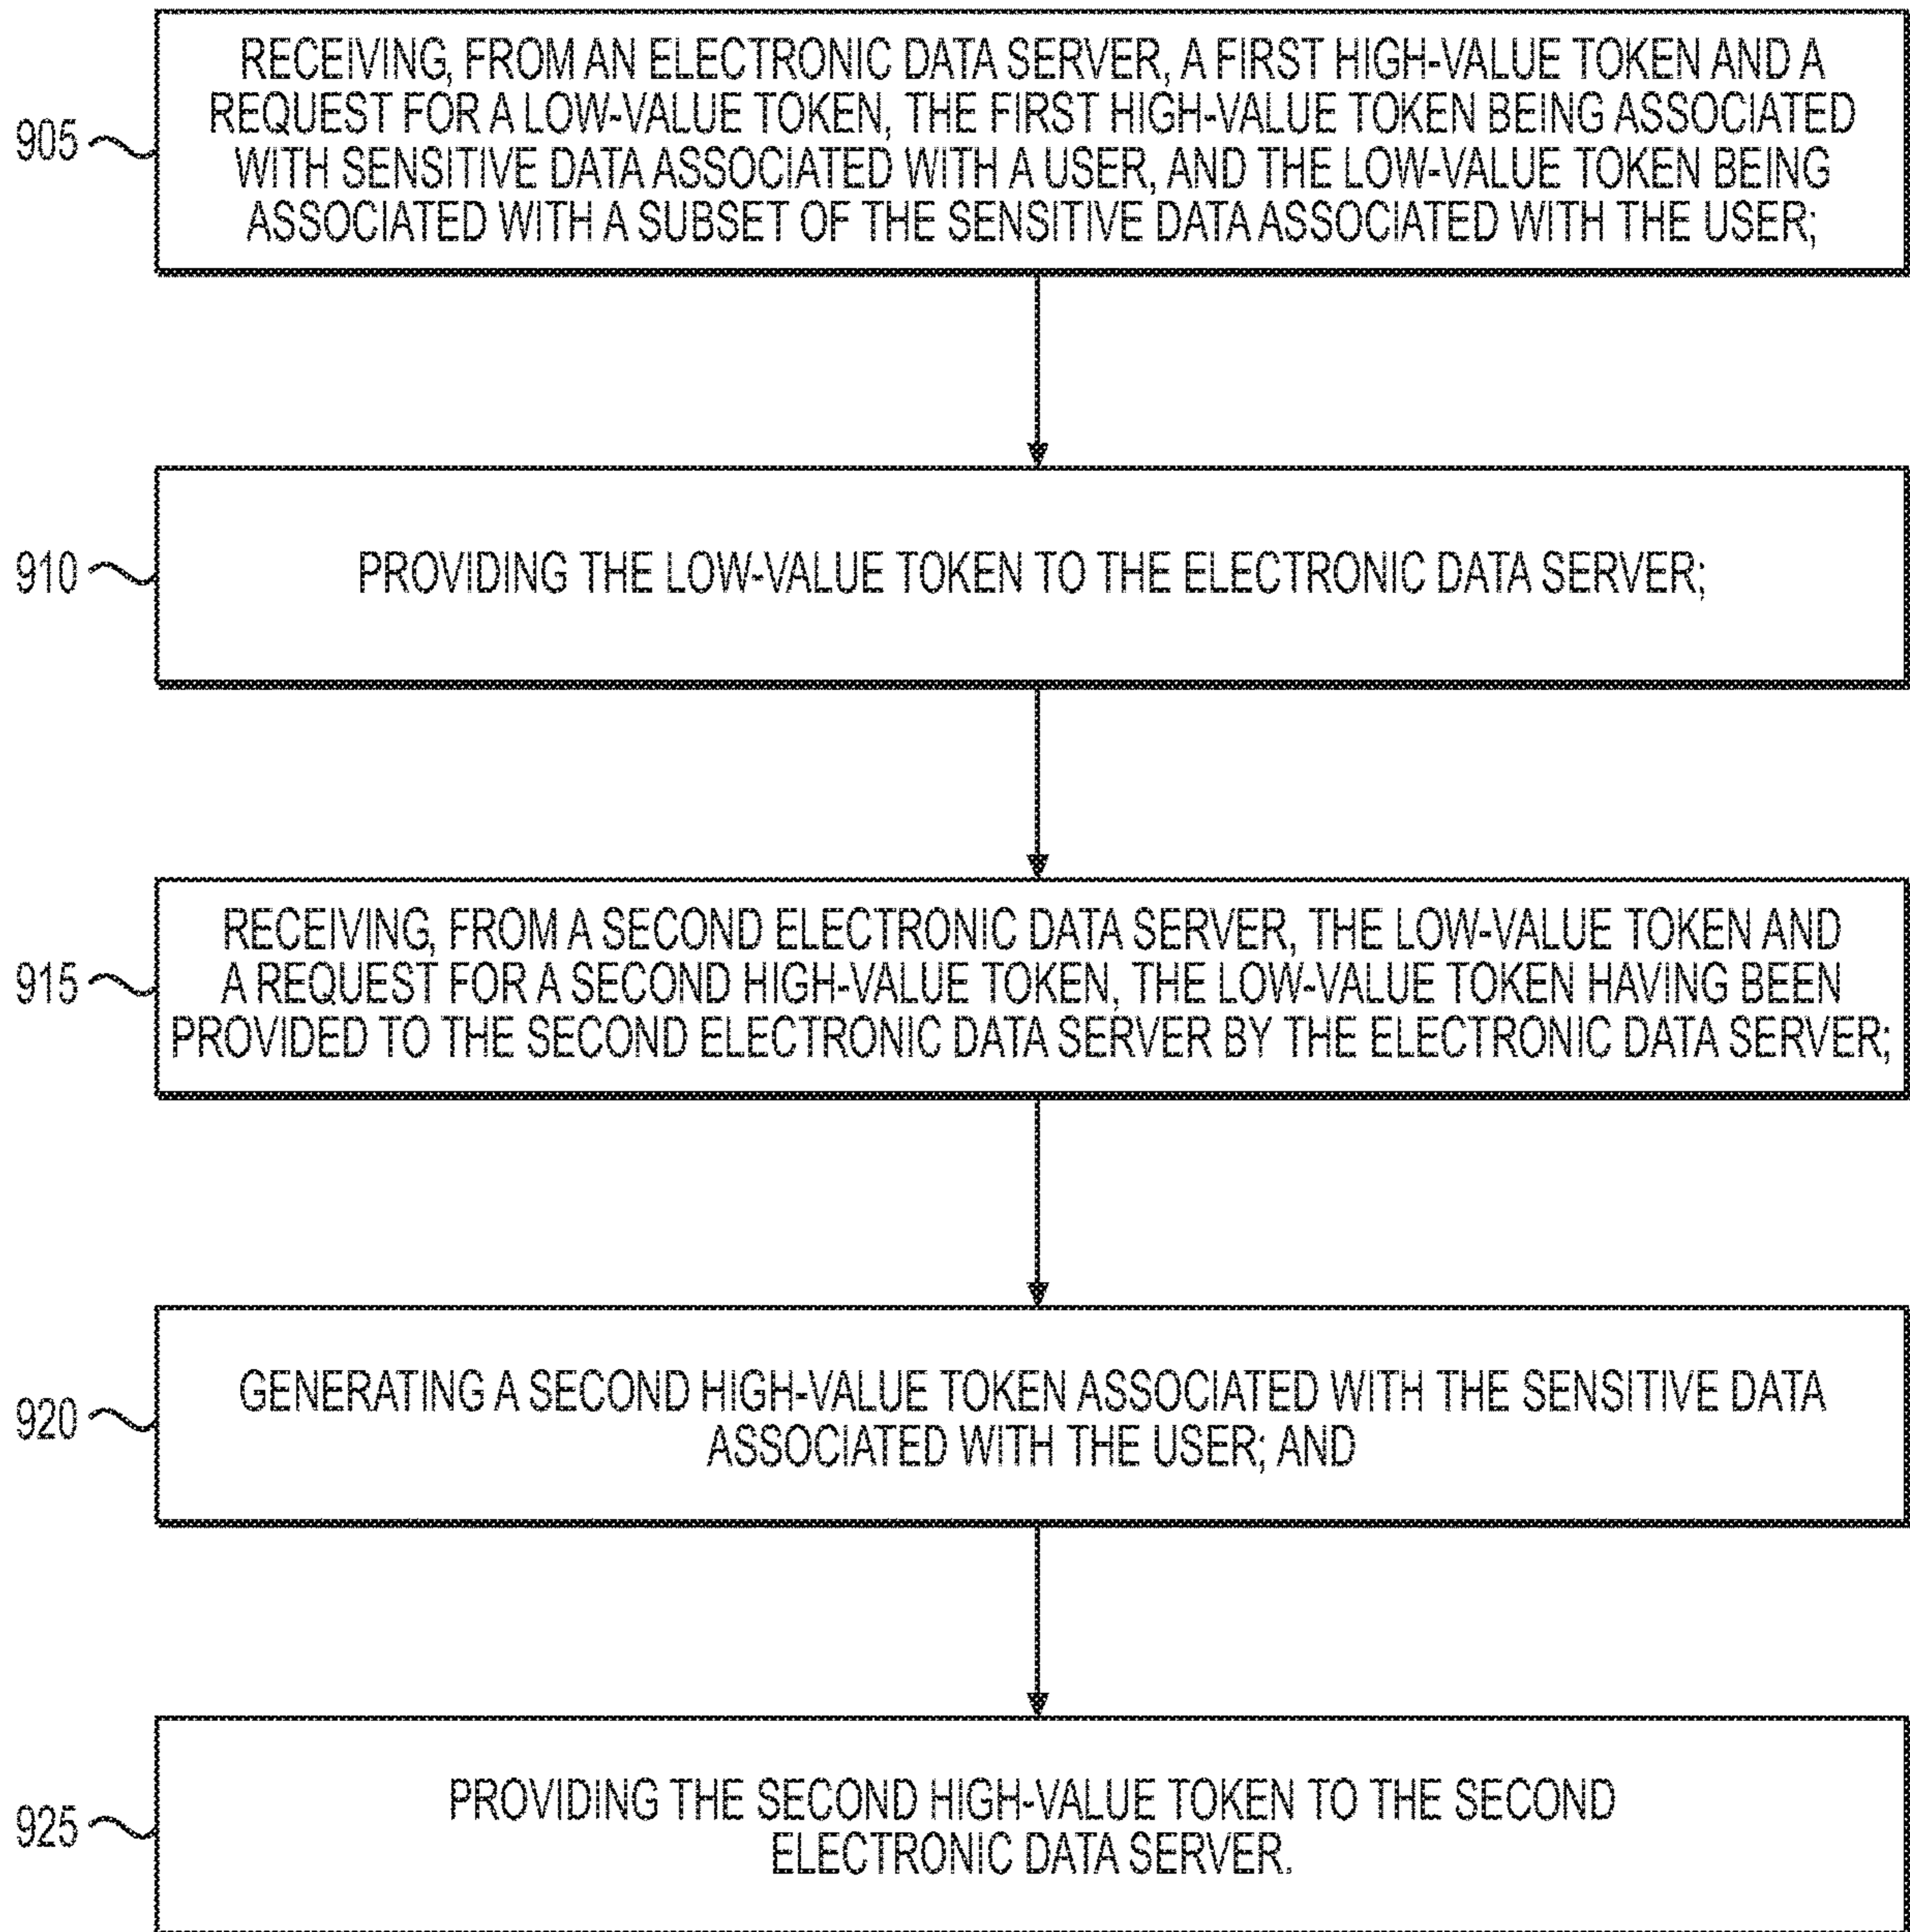 RECEIVING, FROM AN ELECTRONIC DATA SERVER, A FIRST HIGH-VALUE TOKEN AND A
REQUEST FOR A LOW-VALUE TOKEN, THE FIRST HIGH-VALUE TOKEN BEING ASSOCIATED
905
WITH SENSITIVE DATA ASSOCIATED WITH A USER, AND THE LOW-VALUE TOKEN BEING
ASSOCIATED WITH A SUBSET OF THE SENSITIVE DATA ASSOCIATED WITH THE USER;
910
PROVIDING THE LOW-VALUE TOKEN TO THE ELECTRONIC DATA SERVER;
RECEIVING, FROM A SECOND ELECTRONIC DATA SERVER, THE LOW-VALUE TOKEN AND
915
A REQUEST FOR A SECOND HIGH-VALUE TOKEN, THE LOW-VALUE TOKEN HAVING BEEN
PROVIDED TO THE SECOND ELECTRONIC DATA SERVER BY THE ELECTRONIC DATA SERVER;
920
GENERATING A SECOND HIGH-VALUE TOKEN ASSOCIATED WITH THE SENSITIVE DATA
ASSOCIATED WITH THE USER; AND
925
PROVIDING THE SECOND HIGH-VALUE TOKEN TO THE SECOND
ELECTRONIC DATA SERVER.